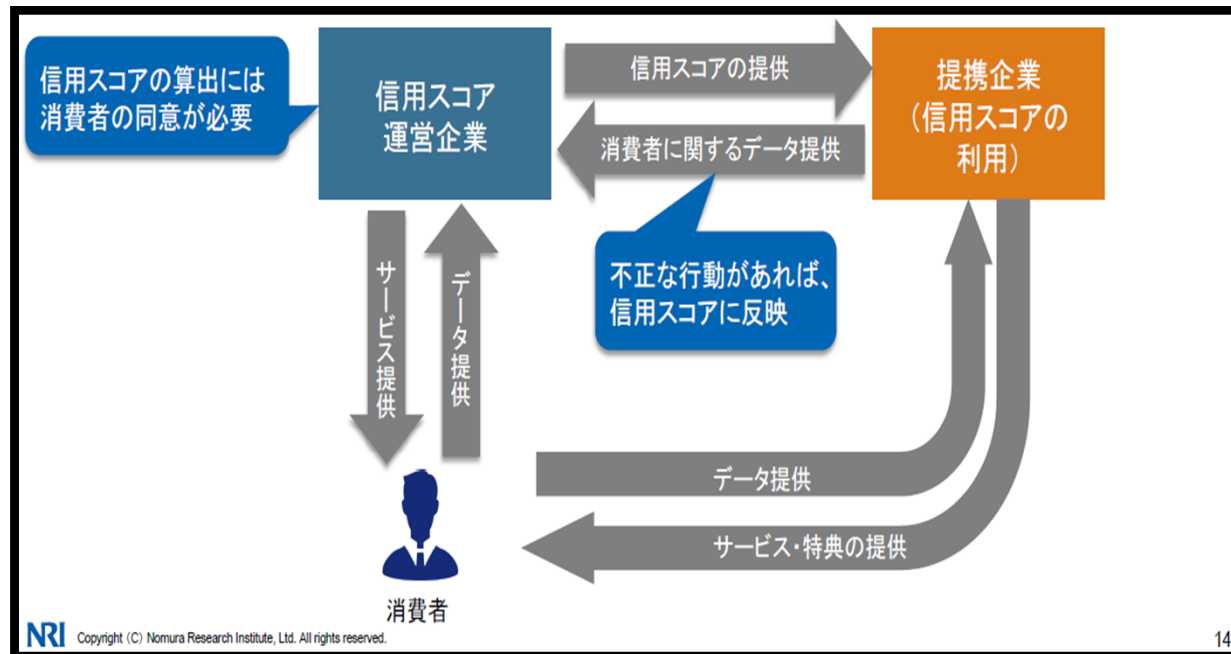 信用スコアの算出には
消費者の同意が必要
信用スコア
運営企業
信用スコアの提供
消費者に関するデータ提供
提携企業
（信用スコアの
利用）
不正な行動があれば、
信用スコアに反映
サービス提供
データ提供
データ提供
サービス・特典の提供
消費者
NRI Copyright (C) Nomura Research Institute, Ltd. All rights reserved.
14